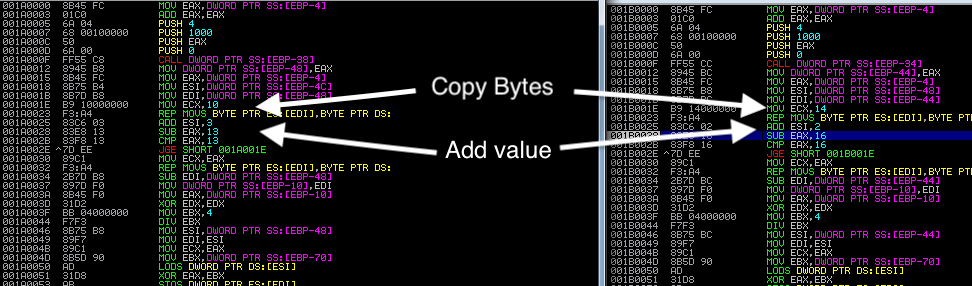 001A0000 8B45 FC MOV EAX,DWORD PTR SS:[EBP-4]
001A0003 01C0 ADD EAX,EAX
001A0005 6A 04 PUSH 4
001A0007 68 00100000 PUSH 1000
001A000C 50 PUSH EAX
001A000D 6A 00 PUSH 0
001A000F FF55 C8 CALL DWORD PTR SS:[EBP-38]
001A0012 8945 B8 MOV DWORD PTR SS:[EBP-48],EAX
001A0015 8B45 FC MOV EAX,DWORD PTR SS:[EBP-4]
001A0018 8B75 B4 MOV ESI,DWORD PTR SS:[EBP-4C]
001A001B 8B7D B8 MOV EDI,DWORD PTR SS:[EBP-48]
001A001E B9 10000000 MOV ECX,10
001A0023 F3:A4 REP MOVS BYTE PTR ES:[EDI],BYTE PTR DS:
001A0025 83C6 03 ADD ESI,3
001A0028 83E8 13 SUB EAX,13
001A002B 83F8 13 CMP EAX,13
001A002E ^7D EE JGE SHORT 001A001E
001A0030 89C1 MOV ECX,EAX
001A0032 F3:A4 REP MOVS BYTE PTR ES:[EDI],BYTE PTR DS:
001A0034 2B7D B8 SUB EDI,DWORD PTR SS:[EBP-48]
001A0037 897D F0 MOV DWORD PTR SS:[EBP-10],EDI
001A003A 8B45 F0 MOV EAX,DWORD PTR SS:[EBP-10]
001A003D 31D2 XOR EDX,EDX
001A003F BB 04000000 MOV EBX,4
001A0044 F7F3 DIV EBX
001A0046 8B75 B8 MOV ESI,DWORD PTR SS:[EBP-48]
001A0049 89F7 MOV EDI,ESI
001A004B 89C1 MOV ECX,EAX
001A004D 8B5D 90 MOV EBX,DWORD PTR SS:[EBP-70]
001A0050 AD LODS DWORD PTR DS:[ESI]
001A0051 31D8 XOR EAX,EBX
001A0053 AB STOS DWORD PTR ES:[EDI]
Copy Bytes
Add value
001B0000 8B45 FC MOV EAX,DWORD PTR SS:[EBP-4]
001B0003 01C0 ADD EAX,EAX
001B0005 6A 04 PUSH 4
001B0007 68 00100000 PUSH 1000
001B000C 50 PUSH EAX
001B000D 6A 00 PUSH 0
001B000F FF55 CC CALL DWORD PTR SS:[EBP-34]
001B0012 8945 BC MOV DWORD PTR SS:[EBP-44],EAX
001B0015 8B45 FC MOV EAX,DWORD PTR SS:[EBP-4]
001B0018 MOV ESI,DWORD PTR SS:[EBP-48]
001B001B MOV EDI,DWORD PTR SS:[EBP-44]
001B001E B9 14000000 MOV ECX,14
001B0023 F3:A4 REP MOVS BYTE PTR ES:[EDI],BYTE PTR DS:
001B0025 83C6 02 ADD ESI,2
001B0028 SUB EAX,16
001B002B 83F8 16 CMP EAX,16
001B002E ^7D EE JGE SHORT 001B001E
001B0030 89C1 MOV ECX,EAX
001B0032 F3:A4 REP MOVS BYTE PTR ES:[EDI],BYTE PTR DS:
001B0034 2B7D BC SUB EDI,DWORD PTR SS:[EBP-44]
001B0037 897D F0 MOV DWORD PTR SS:[EBP-10],EDI
001B003A 8B45 F0 MOV EAX,DWORD PTR SS:[EBP-10]
001B003D 31D2 XOR EDX,EDX
001B003F BB 04000000 MOV EBX,4
001B0044 F7F3 DIV EBX
001B0046 8B75 BC MOV ESI,DWORD PTR SS:[EBP-44]
001B0049 89F7 MOV EDI,ESI
001B004B 89C1 MOV ECX,EAX
001B004D 8B5D 90 MOV EBX,DWORD PTR SS:[EBP-70]
001B0050 AD LODS DWORD PTR DS:[ESI]
001B0051 31D8 XOR EAX,EBX